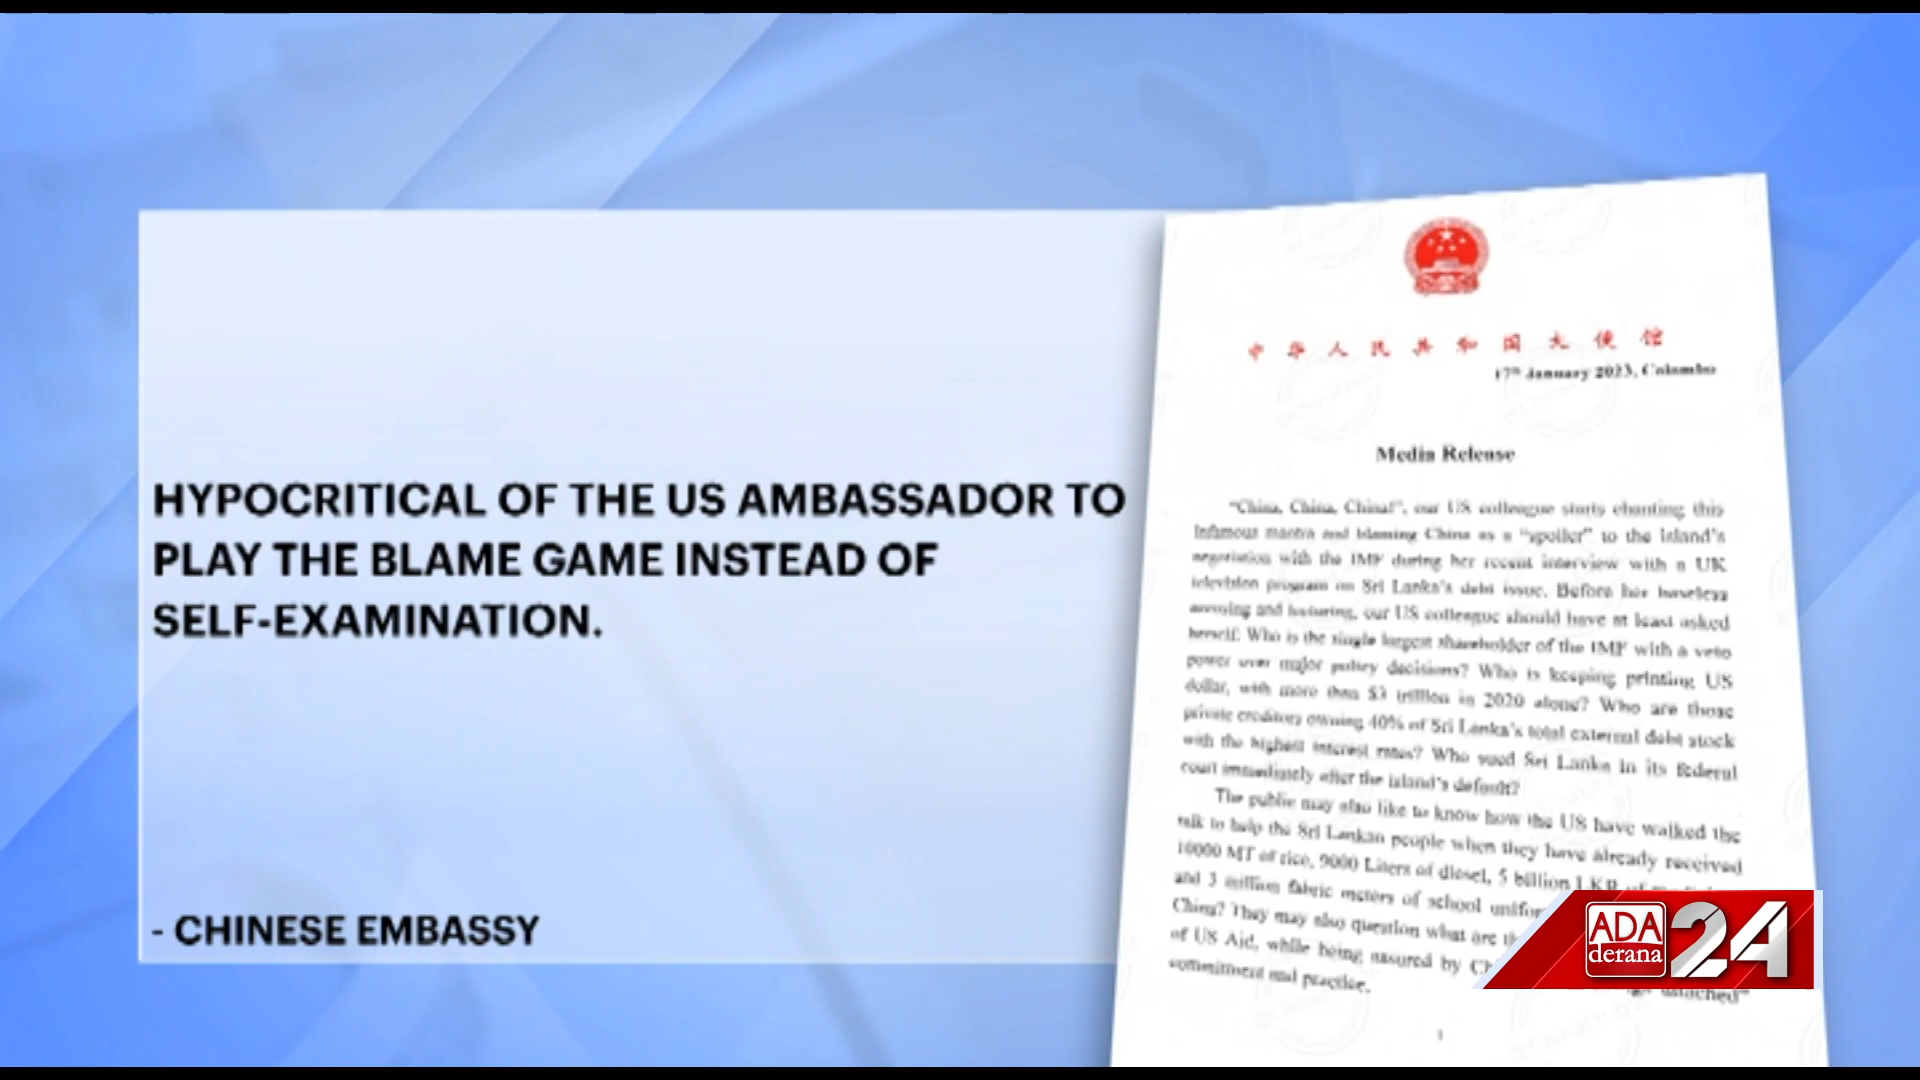 HYPOCRITICAL OF THE US AMBASSADOR TO
PLAY THE BLAME GAME INSTEAD OF
SELF-EXAMINATION.
- CHINESE EMBASSY
中华人民共和国大使馆
17th January 2023, Colombo
Media Release
"China, China, China!", our US colleague starts chanting this
infamous mantra and blaming China as a "spoiler" to the island's
negotiation with the IMF during her recent interview with a UK
television program on Sri Lanka's debt issue. Before her baseless
accusing and lecturing, our US colleague should have at least asked
herself: Who is the single largest shareholder of the IMF with a veto
power over major policy decisions? Who is keeping printing US
dollar, with more than $3 trillion in 2020 alone? Who are those
private creditors owning 40% of Sri Lanka's total external debt stock
with the highest interest rates? Who sued Sri Lanka in its federal
court immediately after the island's default?
The public may also like to know how the US have walked the
talk to help the Sri Lankan people when they have already received
10000 MT of rice, 9000 Liters of diesel, 5 billion LKR of
and 3 million fabric meters of school
China? They may also question what are
of US Aid, while being assured by
attached"
commitment and practice.
1
ADA
derana
24